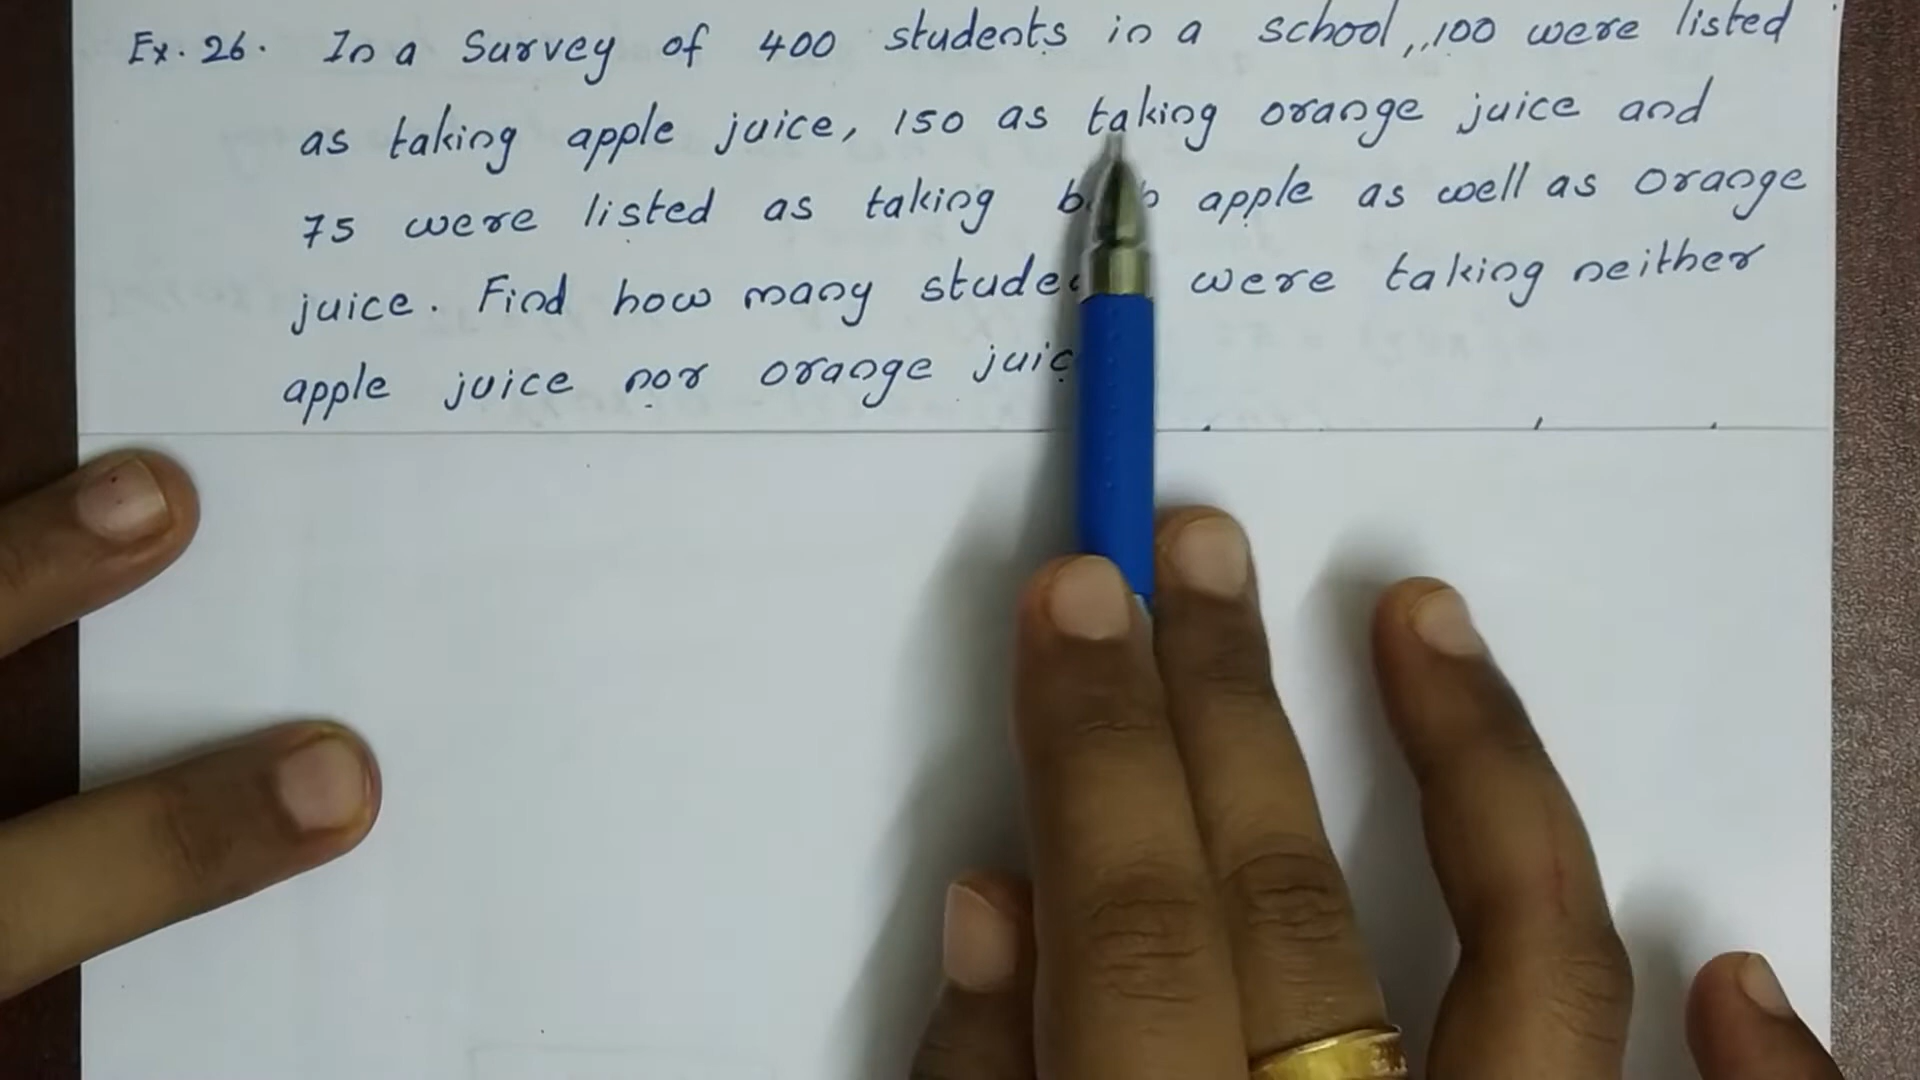 Ex. 26. In a Survey of 400 students in a school, 100 were listed
as taking apple juice, 150 as taking orange juice and
75 were listed as taking apple as well as orange
juice. Find how many were taking neither
apple juice nor orange